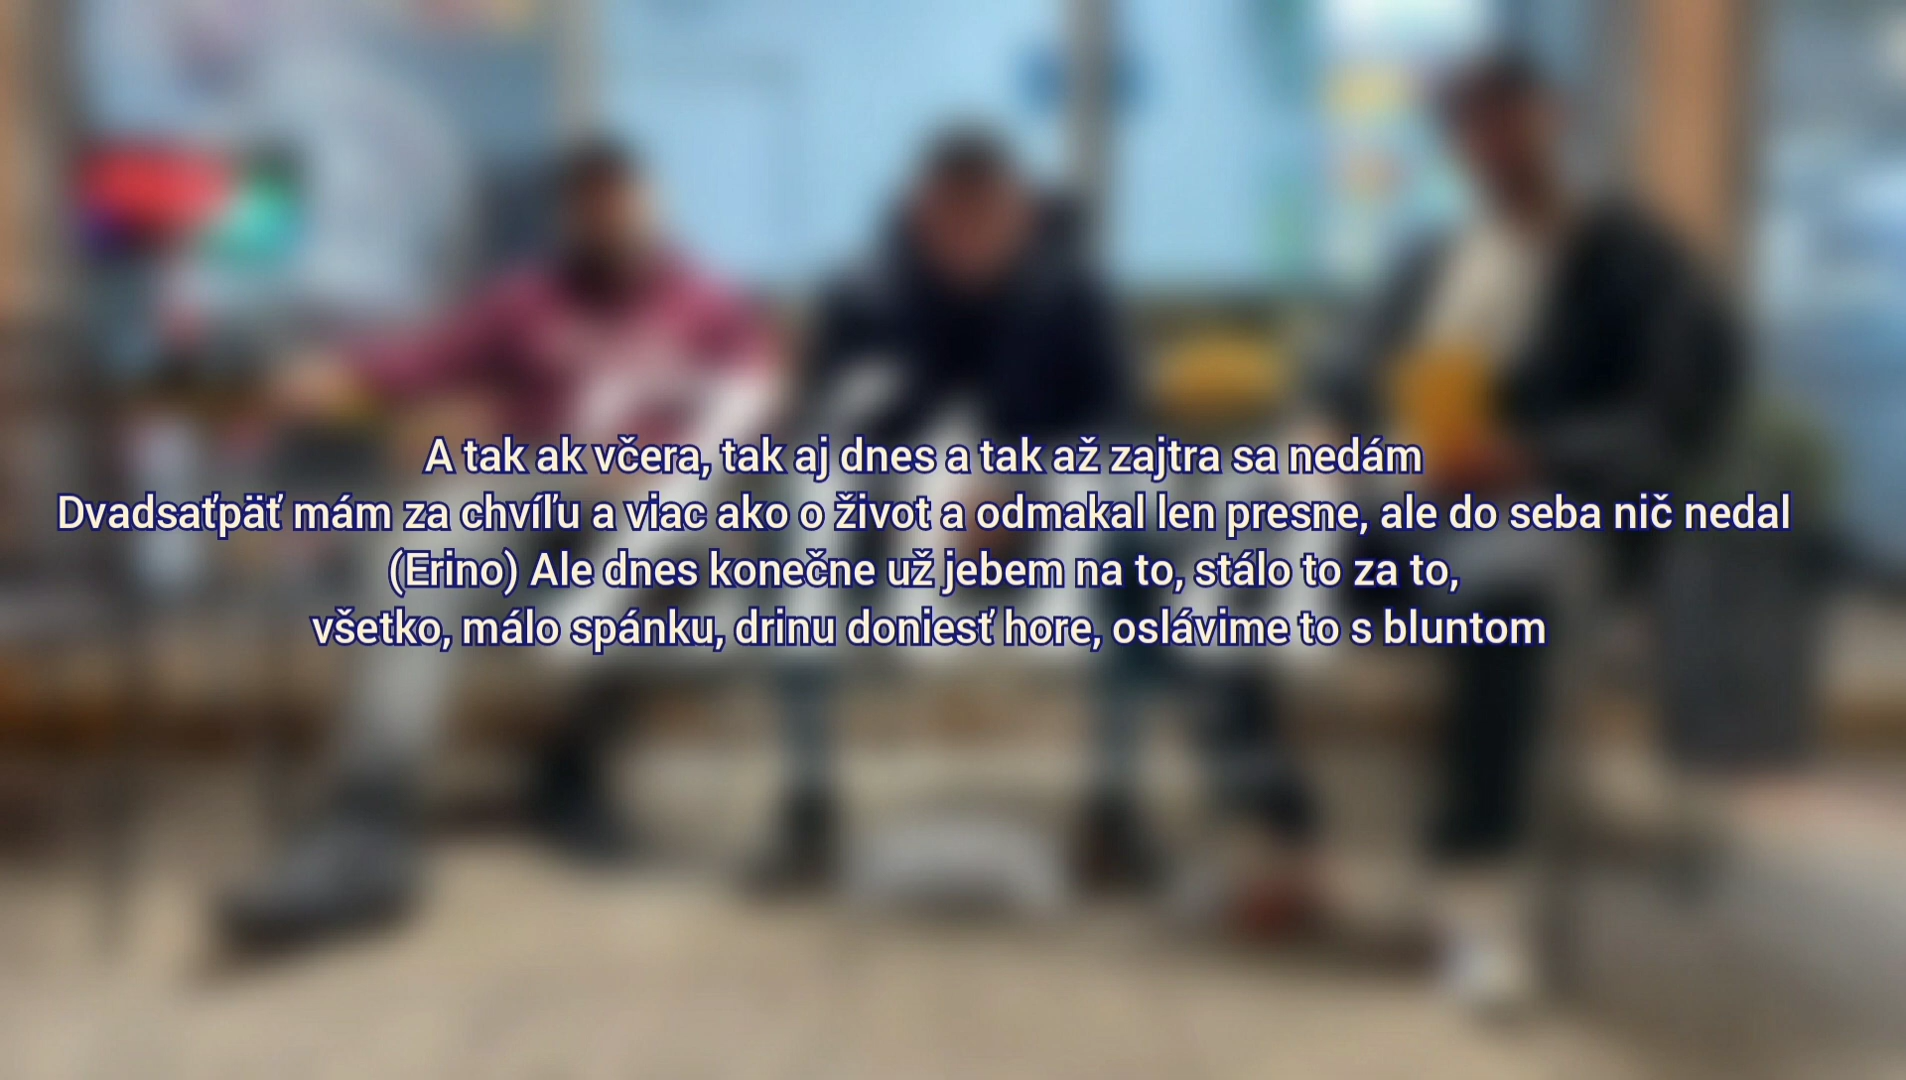 A tak ak včera, tak aj dnes a tak až zajtra sa nedám
Dvadsaťpäť mám za chvíľu a viac ako o život a odmakal len presne, ale do seba nič nedal
(Erino) Ale dnes konečne už jebem na to, stálo to za to,
všetko, málo spánku, drinu doniesť hore, oslávime to s bluntom